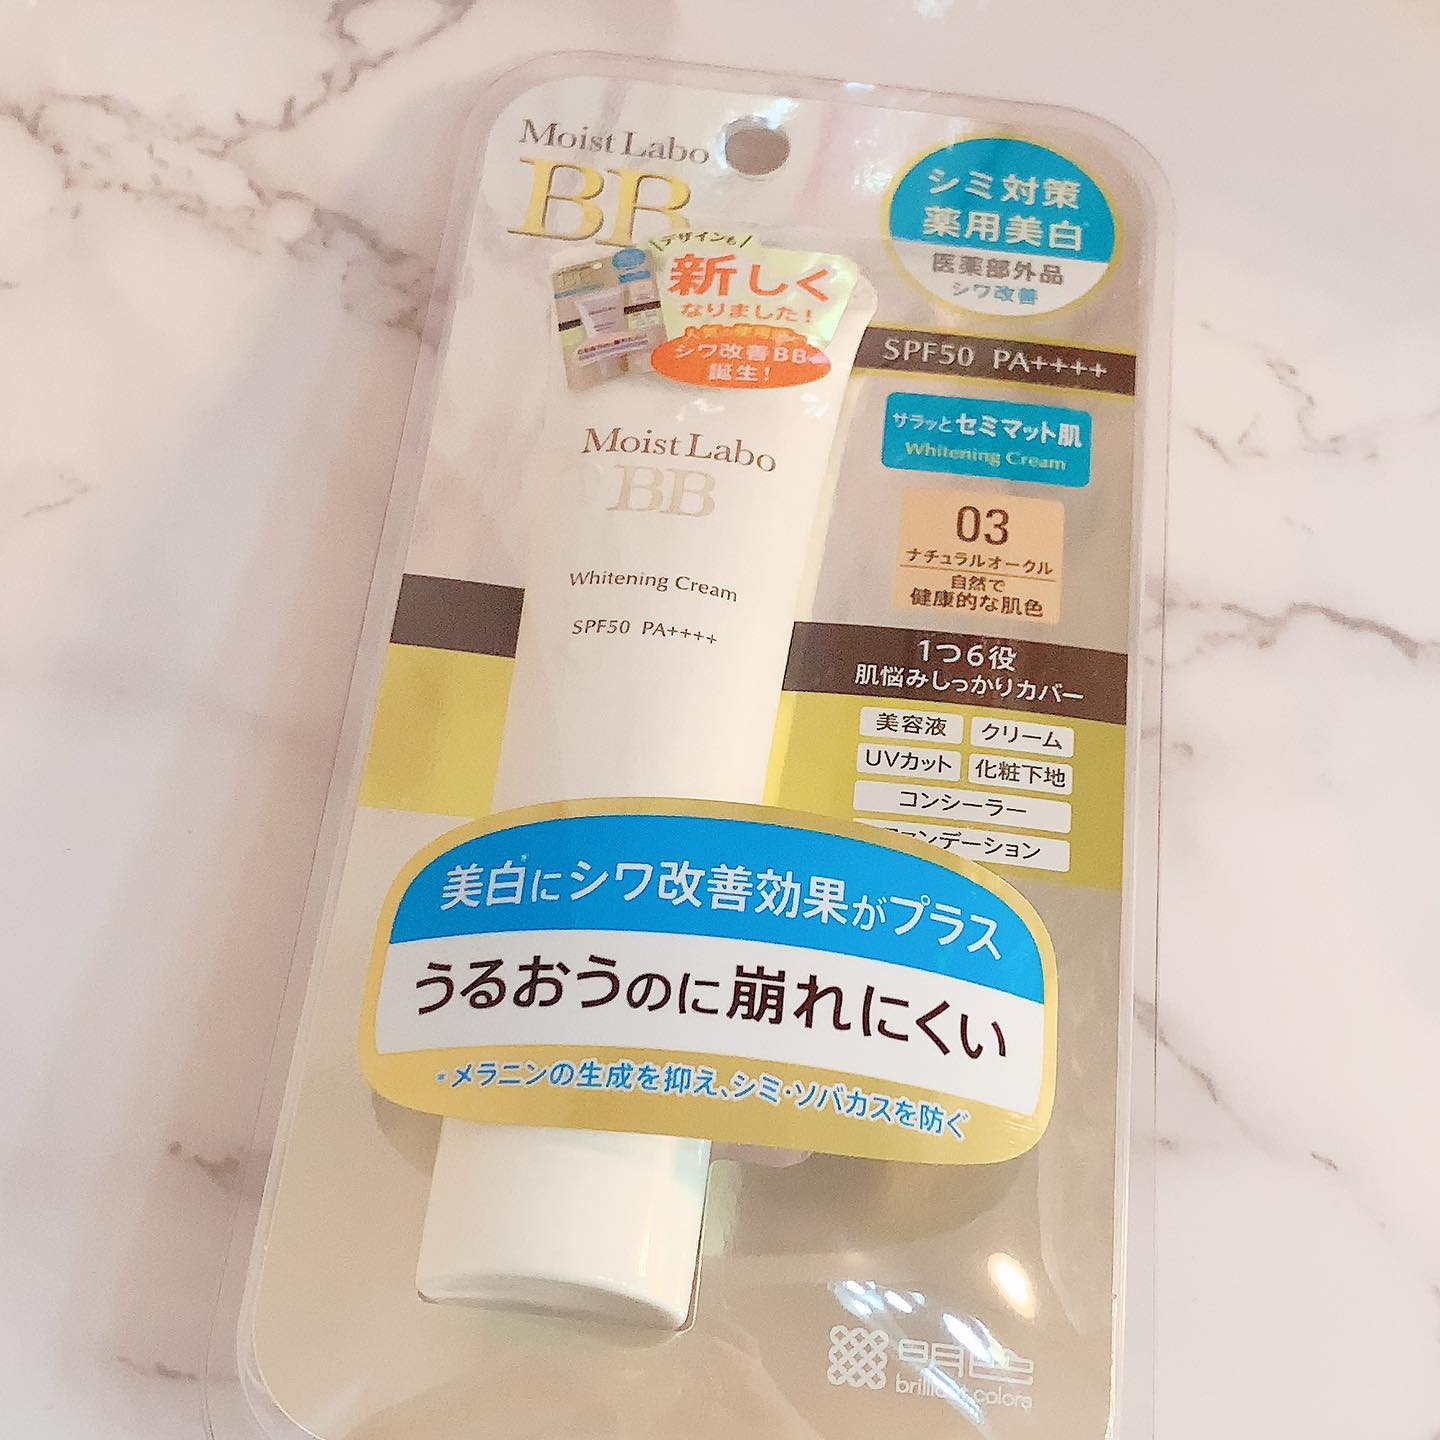 Moist Labo
BB
デザインも
新しく
なりました!
シワ改善BB
誕生!
シミ対策
薬用美白*
医薬部外品
シワ改善
SPF50 PA++++
サラッとセミマット肌
Whitening Cream
03
ナチュラルオークル
自然で
健康的な肌色
1つ6役
肌悩みしっかりカバー
美容液 クリーム
UVカット 化粧下地
コンシーラー
ァンデーション
Moist Labo
BB
Whitening Cream
SPF50 PA++++
美白*にシワ改善効果がプラス
うるおうのに崩れにくい
*メラニンの生成を抑え、シミ・ソバカスを防ぐ
明色
brilliant colors